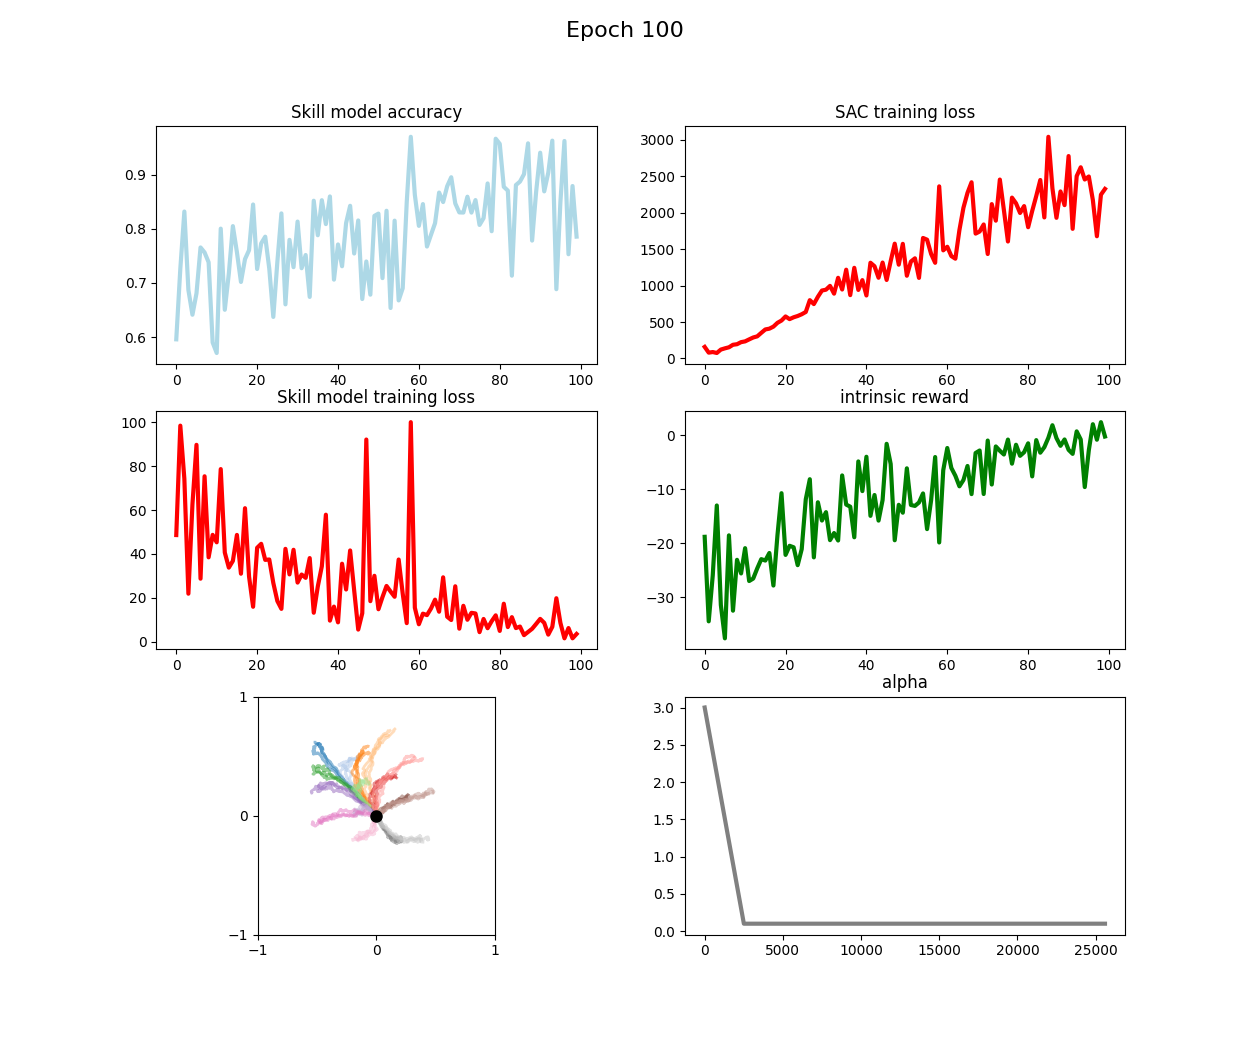 Epoch 100
Skill model accuracy
0.9
0.8
0.7
0.6
0 20 40 60 80 100
SAC training loss
3000
2500
2000
1500
1000
500
0
0 20 40 60 80 100
Skill model training loss
100
80
60
40
20
0
0 20 40 60 80 100
intrinsic reward
0
−10
−20
−30
0 20 40 60 80 100
1
0
−1
−1 0 1
alpha
3.0
2.5
2.0
1.5
1.0
0.5
0.0
0 5000 10000 15000 20000 25000